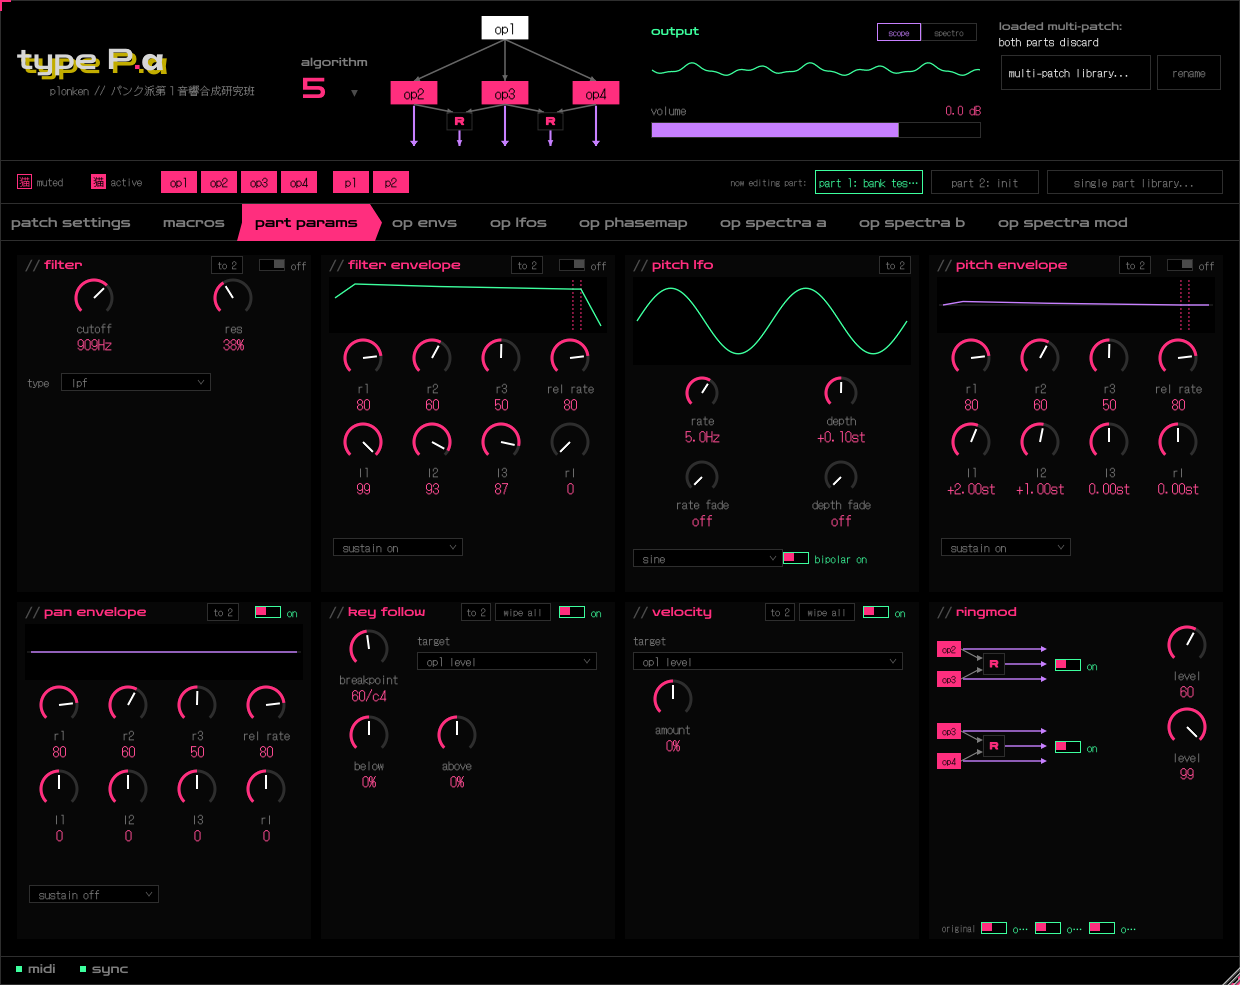 type P.a
plonken // パンク派第1音響合成研究班
algorithm
5
op1
op2 op3 op4
R R
output
scope spectro
volume 0.0 dB
loaded multi-patch:
both parts discard
multi-patch library... rename
猫 muted 猫 active op1 op2 op3 op4 p1 p2
now editing part: part 1: bank tes… part 2: init single part library...
patch settings macros part params op envs op lfos op phasemap op spectra a op spectra b op spectra mod
// filter to 2 off
cutoff res
909Hz 38%
type lpf
// filter envelope to 2 off
r1 r2 r3 rel rate
80 60 50 80
l1 l2 l3 rl
99 93 87 0
sustain on
// pitch lfo to 2
rate depth
5.0Hz +0.10st
rate fade depth fade
off off
sine bipolar on
// pitch envelope to 2 off
r1 r2 r3 rel rate
80 60 50 80
l1 l2 l3 rl
+2.00st +1.00st 0.00st 0.00st
sustain on
// pan envelope to 2 on
r1 r2 r3 rel rate
80 60 50 80
l1 l2 l3 rl
0 0 0 0
sustain off
// key follow to 2 wipe all on
target
op1 level
breakpoint
60/c4
below above
0% 0%
// velocity to 2 wipe all on
target
op1 level
amount
0%
// ringmod
op2
R on
op3
level
60
op3
R on
op4
level
99
original o… o… o…
midi sync